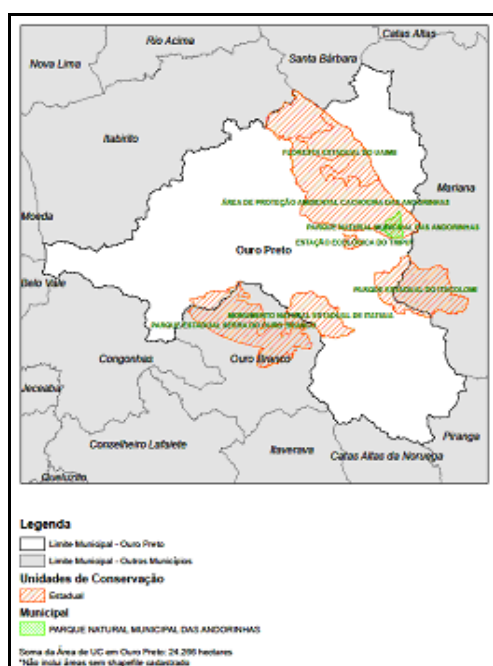 Catas Altas
Rio Acima
Santa Bárbara
Nova Lima
Itabirito
FLORESTA ESTADUAL DO UAIMII
Mariana
ÁREA DE PROTEÇÃO AMBIENTAL CACHOEIRA DAS ANDORINHAS
Moeda
PARQUE NATURAL MUNICIPAL DAS ANDORINHAS
ESTAÇÃO ECOLÓGICA DO TRIPUÍ
Ouro Preto
Belo Vale
PARQUE ESTADUAL DO ITACOLOMI
MONUMENTO NATURAL ESTADUAL DE ITATIAIA
PARQUE ESTADUAL SERRA DO OURO BRANCO
Congonhas
Ouro Branco
Jeceaba
Conselheiro Lafaiete
Itaverava
Piranga
Catas Altas da Noruega
Queluzito
Legenda
Limite Municipal - Ouro Preto
Limite Municipal - Outros Municípios
Unidades de Conservação
Estadual
Municipal
PARQUE NATURAL MUNICIPAL DAS ANDORINHAS
Soma da Área de UC em Ouro Preto: 24.266 hectares
*Não inclui áreas sem shapefile cadastrado